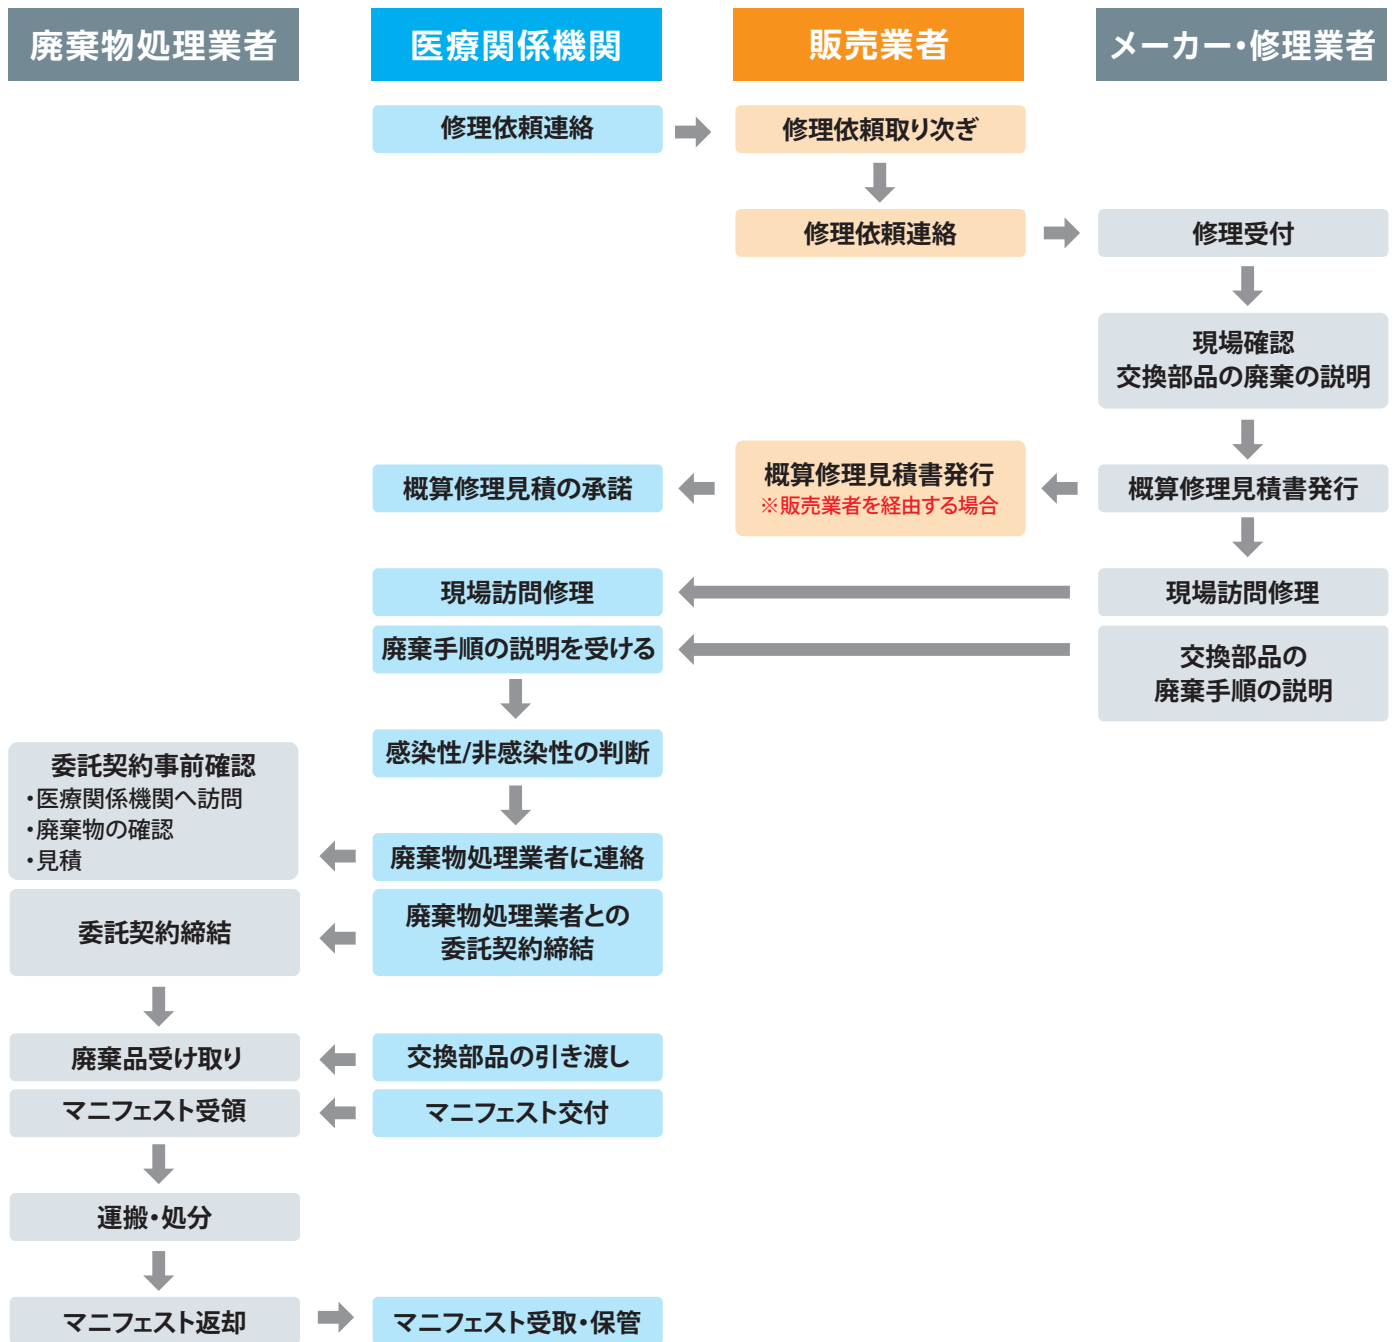 廃棄物処理業者
医療関係機関
販売業者
メーカー・修理業者
修理依頼連絡
修理依頼取り次ぎ
修理依頼連絡
修理受付
現場確認
交換部品の廃棄の説明
概算修理見積の承諾
概算修理見積書発行
※販売業者を経由する場合
概算修理見積書発行
現場訪問修理
現場訪問修理
廃棄手順の説明を受ける
交換部品の
廃棄手順の説明
感染性/非感染性の判断
委託契約事前確認
・医療関係機関へ訪問
・廃棄物の確認
・見積
廃棄物処理業者に連絡
委託契約締結
廃棄物処理業者との
委託契約締結
廃棄品受け取り
交換部品の引き渡し
マニフェスト受領
マニフェスト交付
運搬・処分
マニフェスト返却
マニフェスト受取・保管